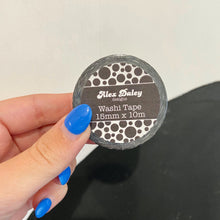 Alex Daley
designs
Washi Tape
15mm x 10m